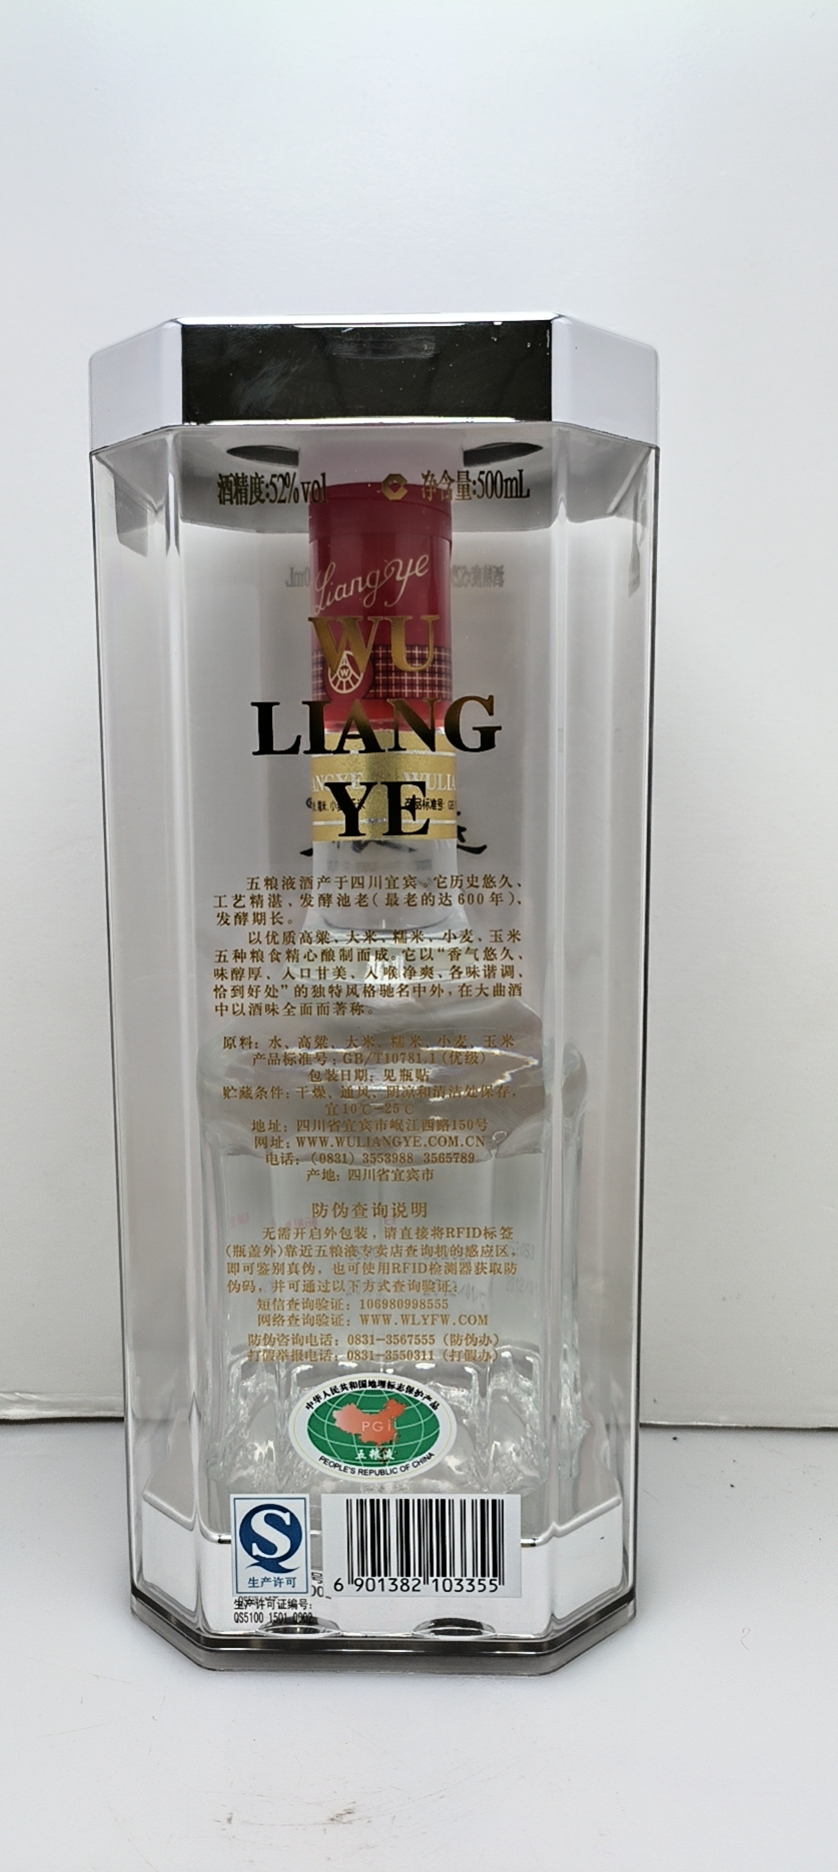 酒精度:52%vol 净含量:500mL
Liangye
WU
LIANG
YE
五粮液酒产于四川宜宾。它历史悠久、
工艺精湛，发酵池老（最老的达600年）、
发酵期长。
以优质高粱、大米、糯米、小麦、玉米
五种粮食精心酿制而成。它以“香气悠久、
味醇厚、入口甘美、入喉净爽、各味谐调、
恰到好处”的独特风格驰名中外，在大曲酒
中以酒味全面而著称。
原料：水、高粱、大米、糯米、小麦、玉米
产品标准号：GB/T10781.1（优级）
包装日期：见瓶贴
贮藏条件：干燥、通风、阴凉和清洁处保存，
宜10℃-25℃
地址：四川省宜宾市岷江西路150号
网址：WWW.WULIANGYE.COM.CN
电话：（0831）3553988 3565789
产地：四川省宜宾市
防伪查询说明
无需开启外包装，请直接将RFID标签
（瓶盖外）靠近五粮液专卖店查询机的感应区，
即可鉴别真伪，也可使用RFID检测器获取防
伪码，并可通过以下方式查询验证：
短信查询验证：106980998555
网络查询验证：WWW.WLYFW.COM
防伪咨询电话：0831-3567555（防伪办）
打假举报电话：0831-3550311（打假办）
中华人民共和国地理标志保护产品
PGI
五粮液
PEOPLE'S REPUBLIC OF CHINA
生产许可
6 901382 103355
生产许可证编号:
QS5100 1501 0902